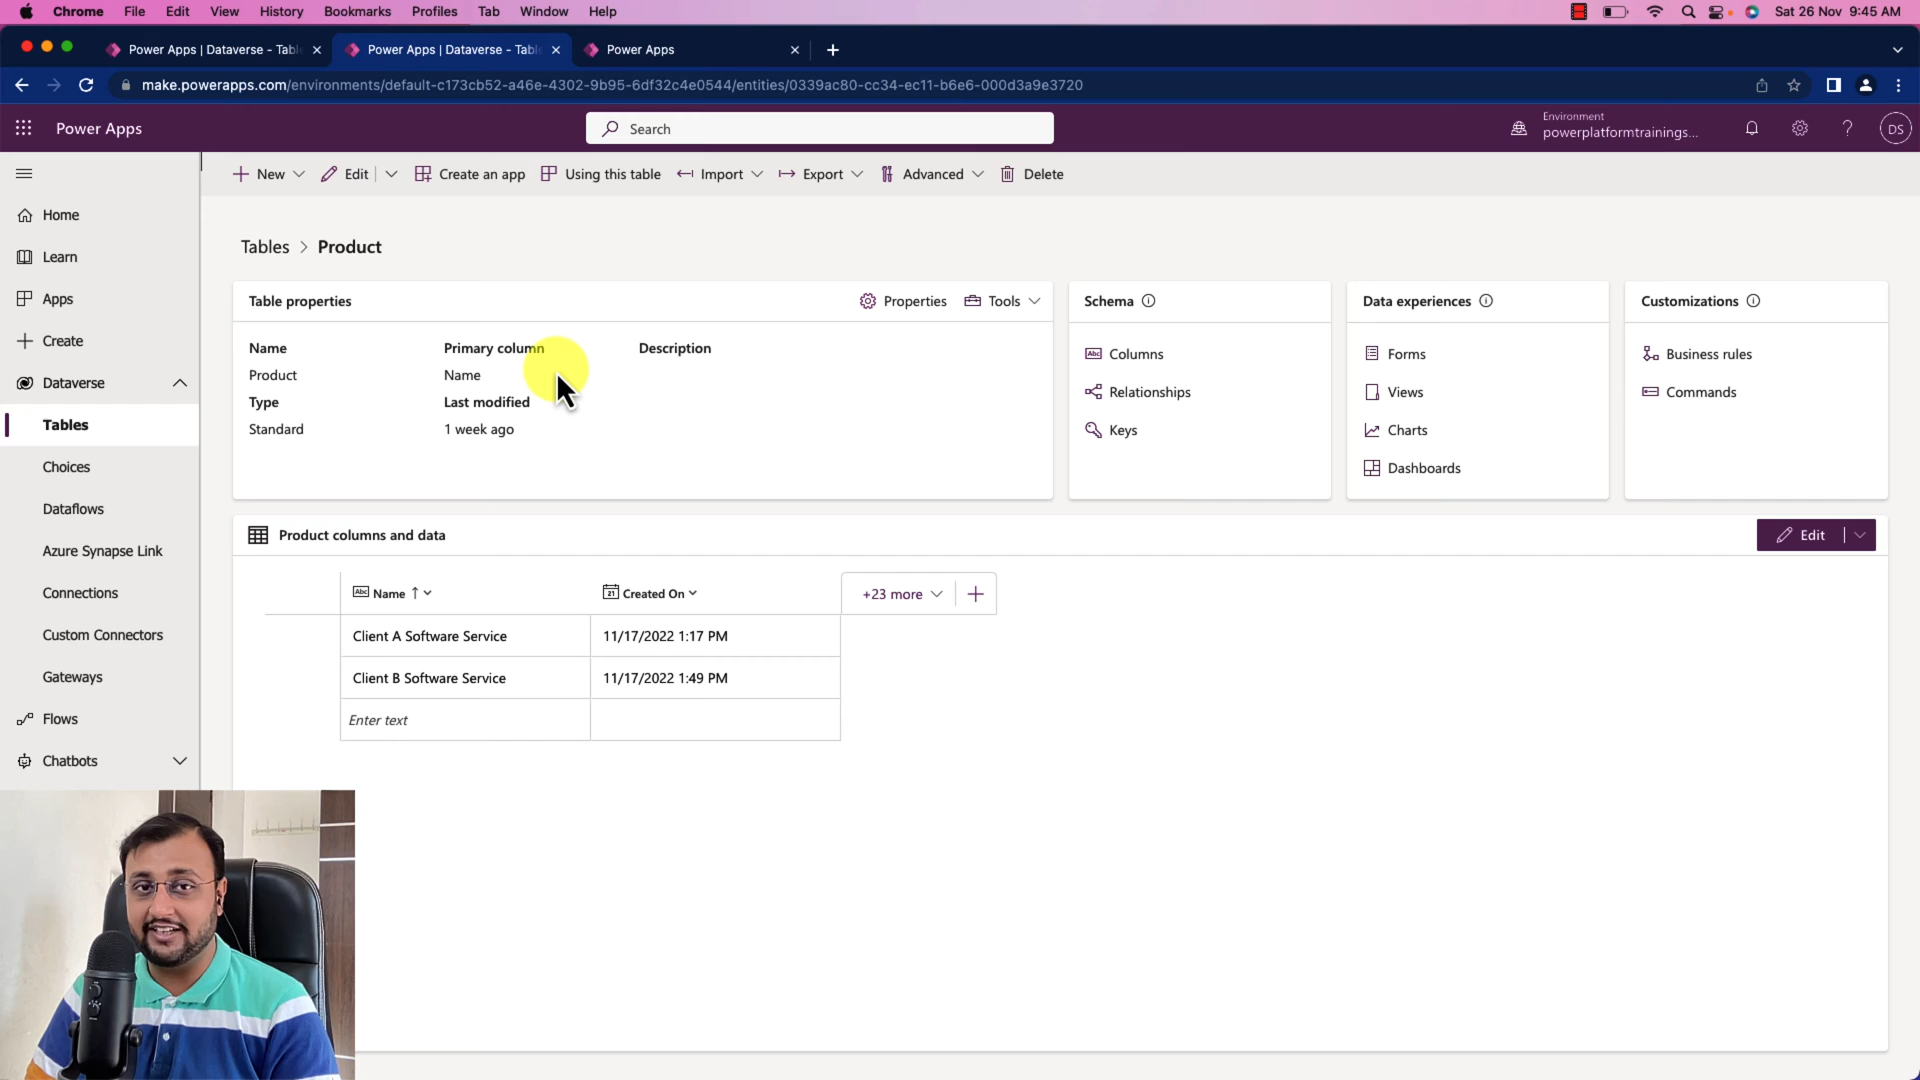 Chrome File Edit View History Bookmarks Profiles Tab Window Help Sat 26 Nov 9:45 AM
Power Apps | Dataverse - Tabl Power Apps | Dataverse - Tabl Power Apps
make.powerapps.com/environments/default-c173cb52-a46e-4302-9b95-6df32c4e0544/entities/0339ac80-cc34-ec11-b6e6-000d3a9e3720
Power Apps
Search
Environment
powerplatformtrainings...
DS
New Edit Create an app Using this table Import Export Advanced Delete
Home
Learn
Apps
Create
Dataverse
Tables
Choices
Dataflows
Azure Synapse Link
Connections
Custom Connectors
Gateways
Flows
Chatbots
Tables > Product
Table properties Properties Tools
Name Primary column Description
Product Name
Type Last modified
Standard 1 week ago
Schema
Columns
Relationships
Keys
Data experiences
Forms
Views
Charts
Dashboards
Customizations
Business rules
Commands
Product columns and data Edit
Abc Name 21 Created On +23 more
Client A Software Service 11/17/2022 1:17 PM
Client B Software Service 11/17/2022 1:49 PM
Enter text